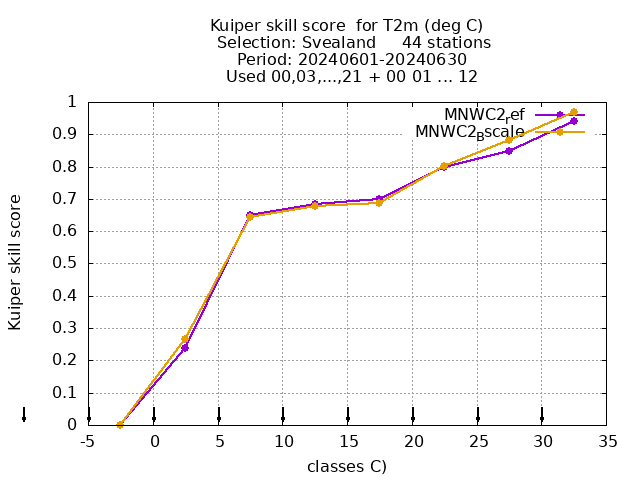 Kuiper skill score  for T2m (deg C)
Selection: Svealand     44 stations
Period: 20240601-20240630
Used 00,03,...,21 + 00 01 ... 12
MNWC2ref
MNWC2Bscale
1
0.9
0.8
0.7
0.6
0.5
0.4
0.3
0.2
0.1
0
Kuiper skill score
-5 0 5 10 15 20 25 30 35
classes C)